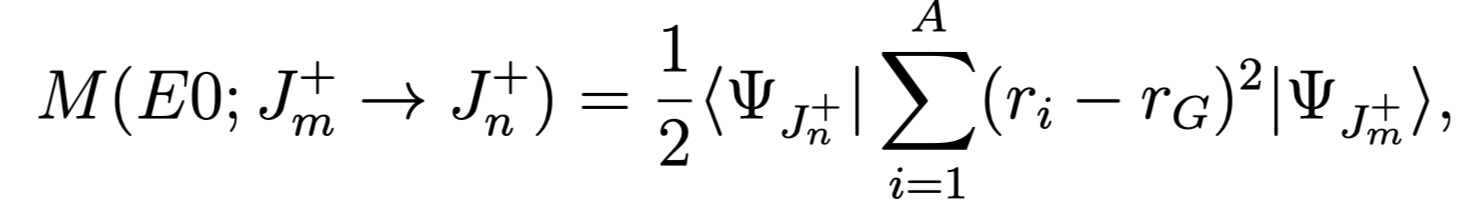 M(E0; J_m^+ → J_n^+) = \frac{1}{2} ⟨Ψ_{J_n^+}| \sum_{i=1}^{A} (r_i − r_G)^2 |Ψ_{J_m^+}⟩,